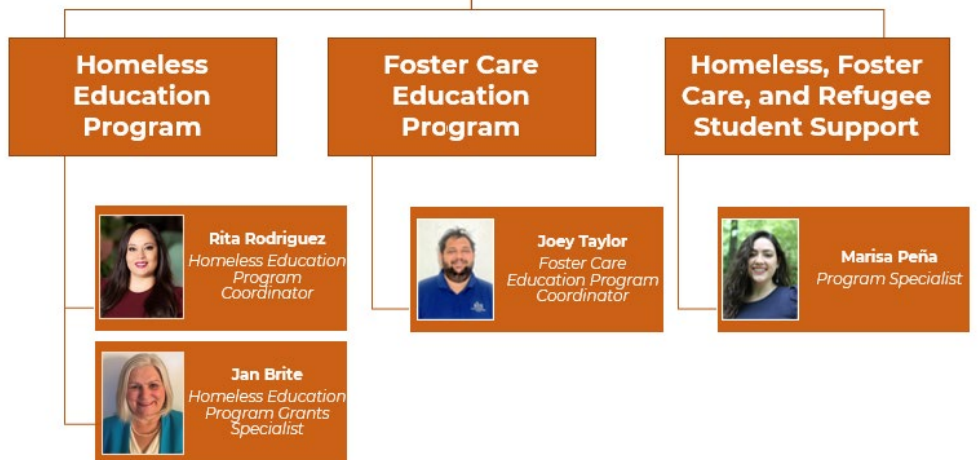 Homeless
Education
Program
Foster Care
Education
Program
Homeless, Foster
Care, and Refugee
Student Support
Rita Rodriguez
Homeless Education
Program
Coordinator
Joey Taylor
Foster Care
Education Program
Coordinator
Marisa Peña
Program Specialist
Jan Brite
Homeless Education
Program Grants
Specialist